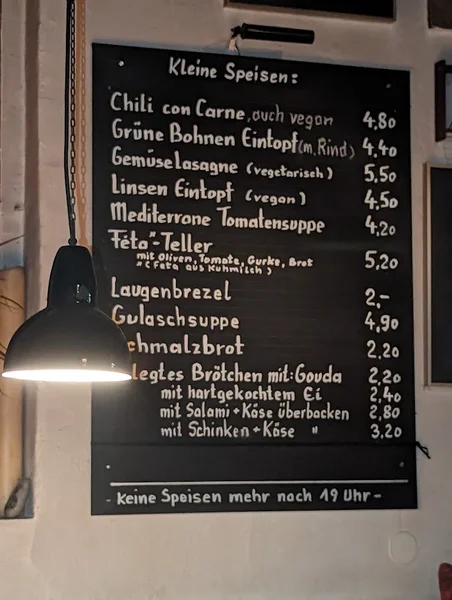 Kleine Speisen:
Chili con Carne, auch vegan 4,80
Grüne Bohnen Eintopf (m. Rind) 4,40
Gemüselasagne (vegetarisch) 5,50
Linsen Eintopf (vegan) 4,50
Mediterrane Tomatensuppe 4,20
"Feta"-Teller 5,20
mit Oliven, Tomate, Gurke, Brot
"(Feta aus Kuhmilch)
Laugenbrezel 2,-
Gulaschsuppe 4,90
chmalzbrot 2,20
legtes Brötchen mit: Gouda 2,20
mit hartgekochtem Ei 2,40
mit Salami + Käse überbacken 2,80
mit Schinken + Käse " 3,20
- Keine Speisen mehr nach 19 Uhr -